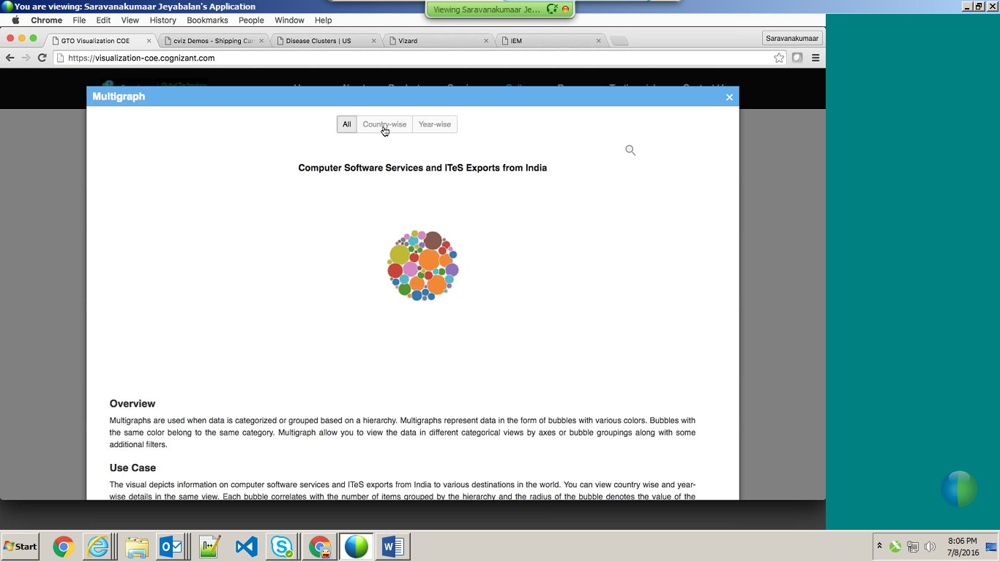 You are viewing: Saravanakumaar Jeyabalan's Application
Viewing Saravanakumaar Je...
Chrome File Edit View History Bookmarks People Window Help
GTO Visualization COE
cviz Demos - Shipping Car
Disease Clusters | US
Vizard
IEM
Saravanakumaar
https://visualization-coe.cognizant.com
Multigraph
All Country-wise Year-wise
Computer Software Services and ITeS Exports from India
Overview
Multigraphs are used when data is categorized or grouped based on a hierarchy. Multigraphs represent data in the form of bubbles with various colors. Bubbles with
the same color belong to the same category. Multigraph allow you to view the data in different categorical views by axes or bubble groupings along with some
additional filters.
Use Case
The visual depicts information on computer software services and ITeS exports from India to various destinations in the world. You can view country wise and year-
wise details in the same view. Each bubble correlates with the number of items grouped by the hierarchy and the radius of the bubble denotes the value of the
Start
8:06 PM
7/8/2016